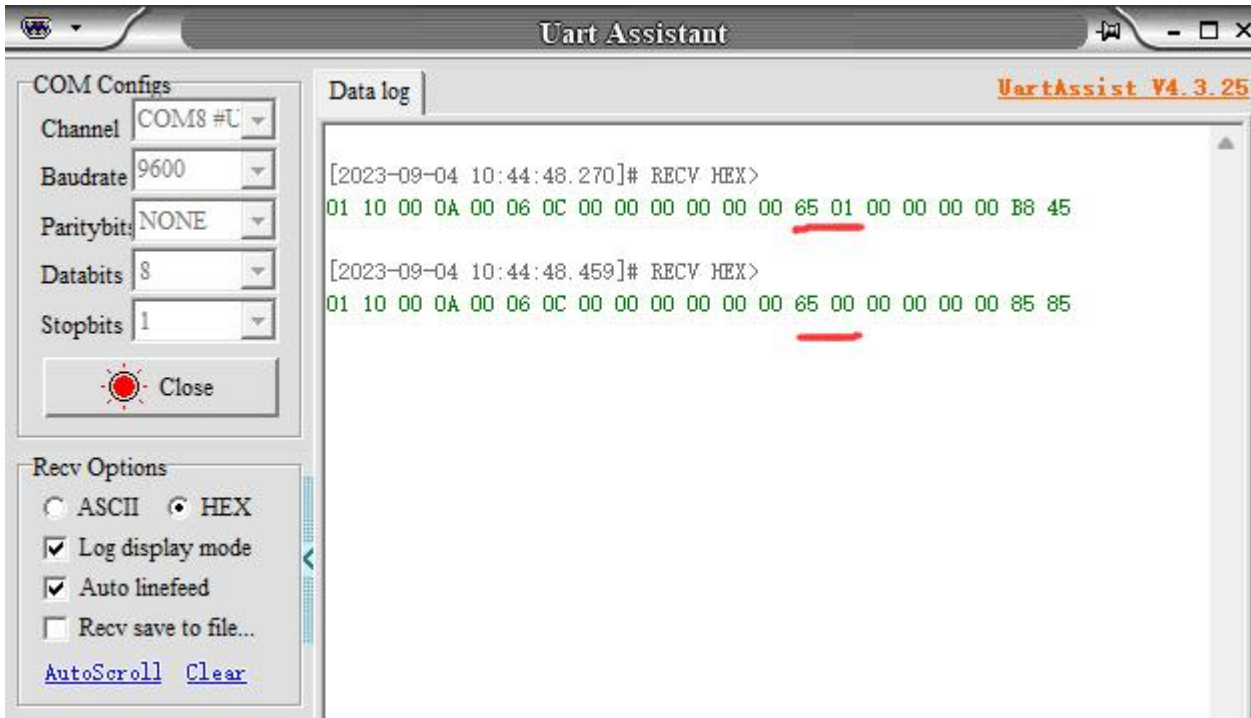 Uart Assistant
COM Configs
Channel COM8 #U
Baudrate 9600
Paritybit: NONE
Databits 8
Stopbits 1
Close
Recv Options
ASCII HEX
Log display mode
Auto linefeed
Recv save to file...
AutoScroll Clear
Data log
UartAssist V4.3.25
[2023-09-04 10:44:48.270]# RECV HEX>
01 10 00 0A 00 06 0C 00 00 00 00 00 00 65 01 00 00 00 00 B8 45
[2023-09-04 10:44:48.459]# RECV HEX>
01 10 00 0A 00 06 0C 00 00 00 00 00 00 65 00 00 00 00 00 85 85